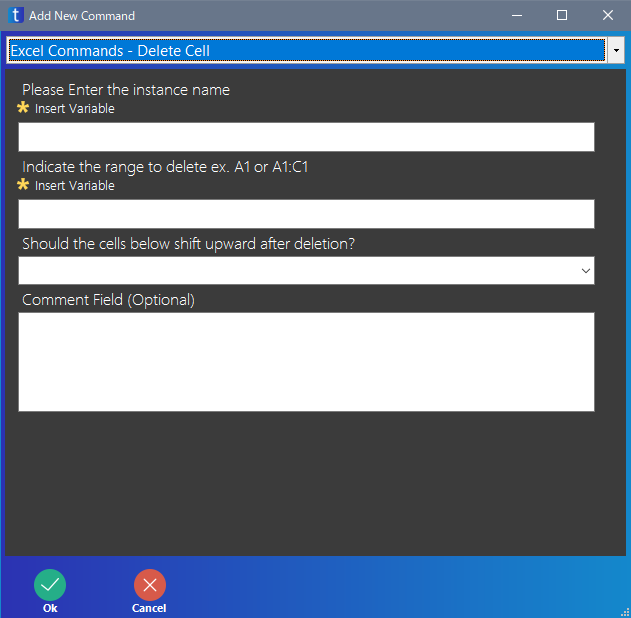 t Add New Command
Excel Commands - Delete Cell
Please Enter the instance name
Insert Variable
Indicate the range to delete ex. A1 or A1:C1
Insert Variable
Should the cells below shift upward after deletion?
Comment Field (Optional)
Ok Cancel